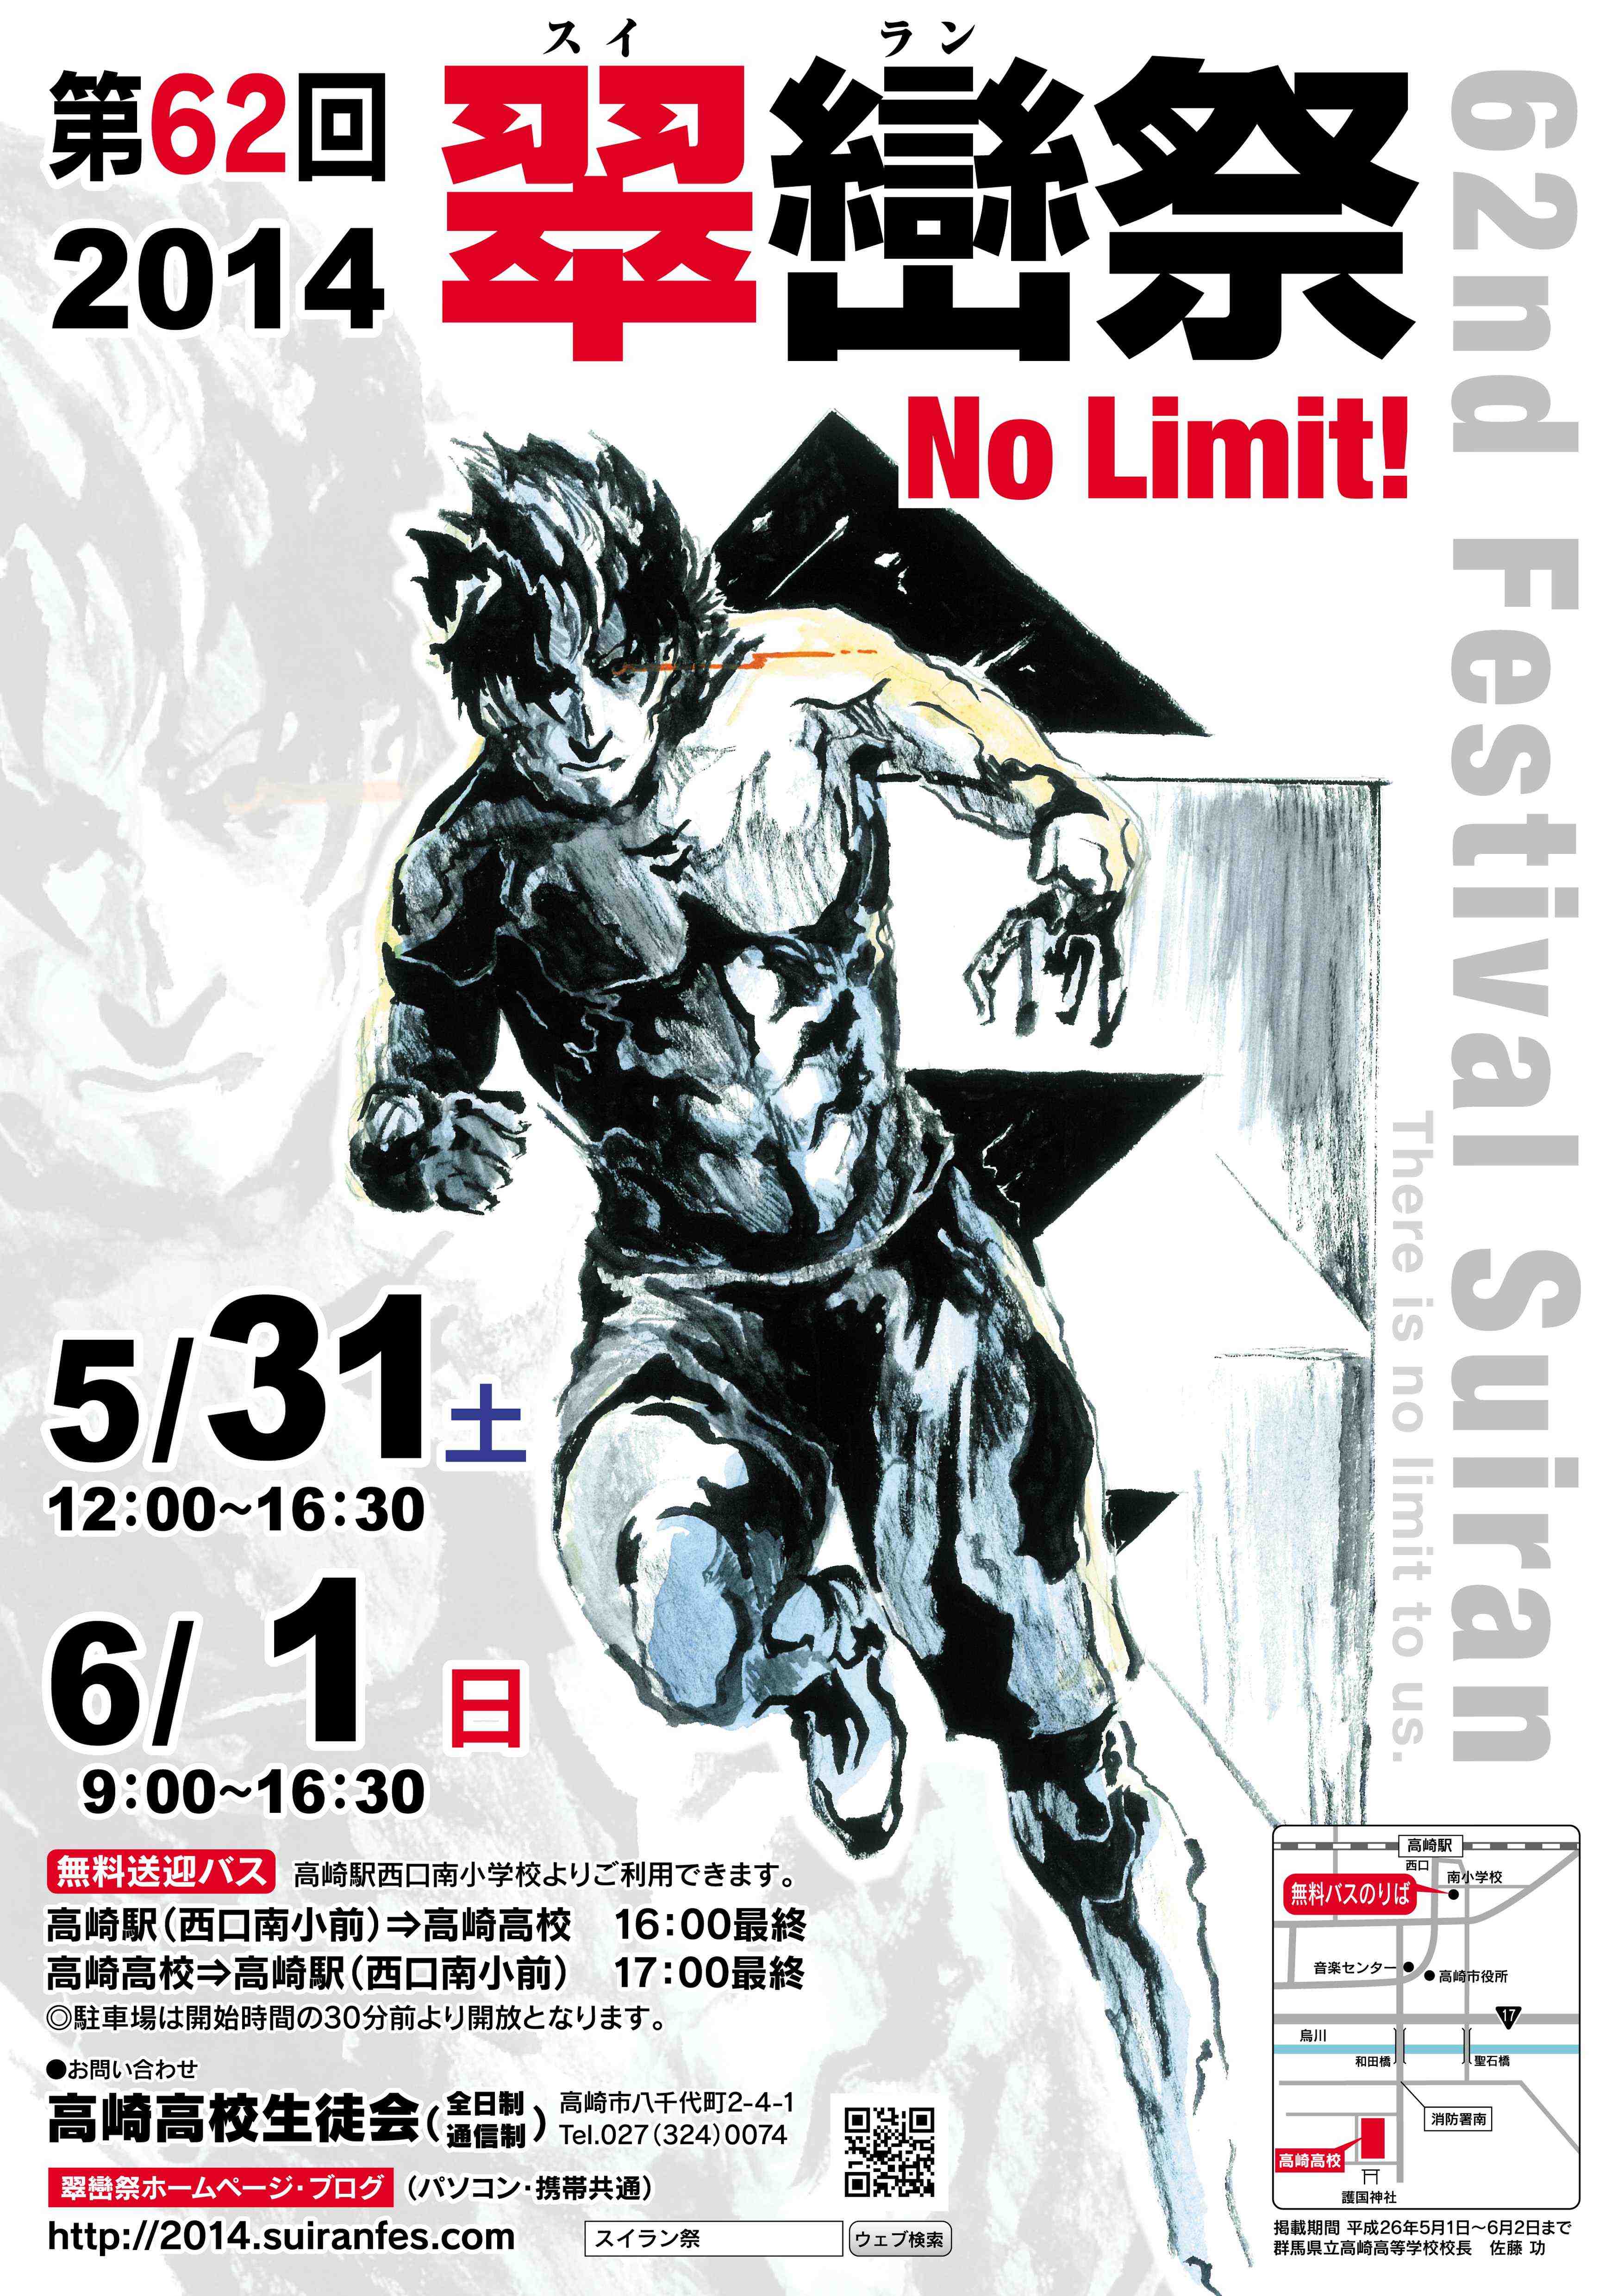 スイ ラン
第62回 翠巒祭
2014
No Limit!
62nd Festival Suiran
There is no limit to us.
5/31土
12:00~16:30
6/1 日
9:00~16:30
無料送迎バス 高崎駅西口南小学校よりご利用できます。
高崎駅(西口南小前)⇒高崎高校 16:00最終
高崎高校⇒高崎駅(西口南小前) 17:00最終
◎駐車場は開始時間の30分前より開放となります。
●お問い合わせ
高崎高校生徒会(全日制 通信制)
高崎市八千代町2-4-1
Tel.027(324)0074
翠巒祭ホームページ・ブログ (パソコン・携帯共通)
http://2014.suiranfes.com
スイラン祭 ウェブ検索
高崎駅
西口
南小学校
無料バスのりば
音楽センター
高崎市役所
17
烏川
和田橋
聖石橋
消防署南
高崎高校
護国神社
掲載期間 平成26年5月1日～6月2日まで
群馬県立高崎高等学校校長 佐藤 功